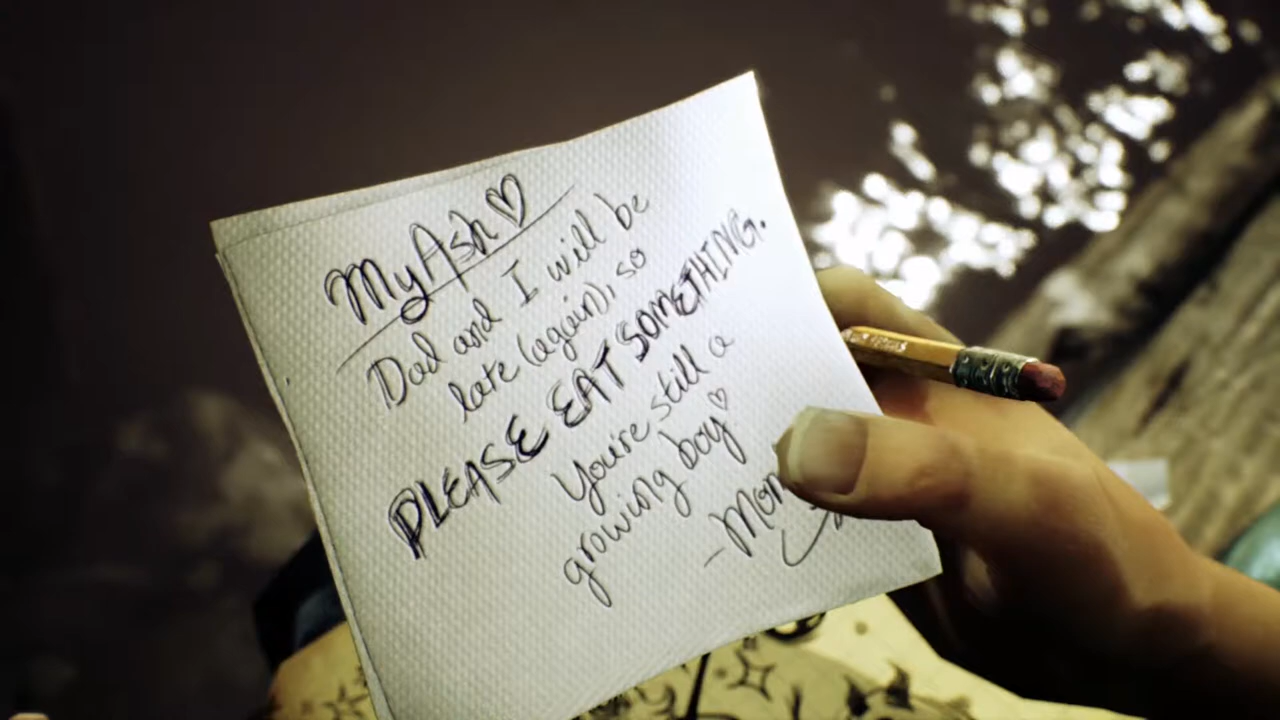 My Ash ♡
Dad and I will be
late (again), so
PLEASE EAT SOMETHING.
You're still a
growing boy ♡
-Mom